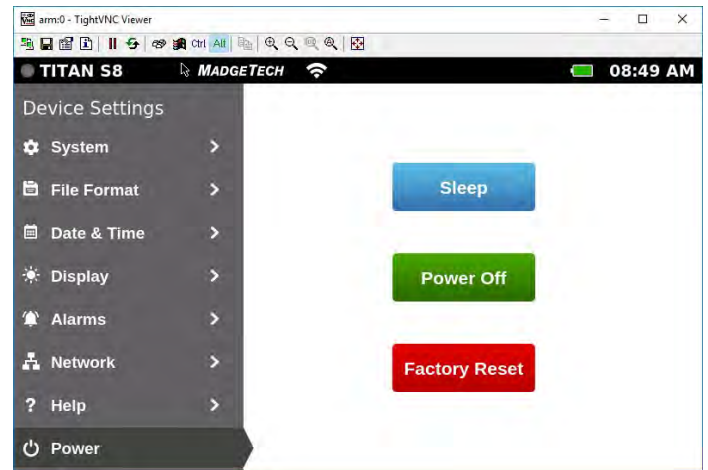 arm:0 - TightVNC Viewer
Ctrl Alt
TITAN S8 MADGETECH 08:49 AM
Device Settings
System
File Format
Date & Time
Display
Alarms
Network
? Help
Power
Sleep
Power Off
Factory Reset